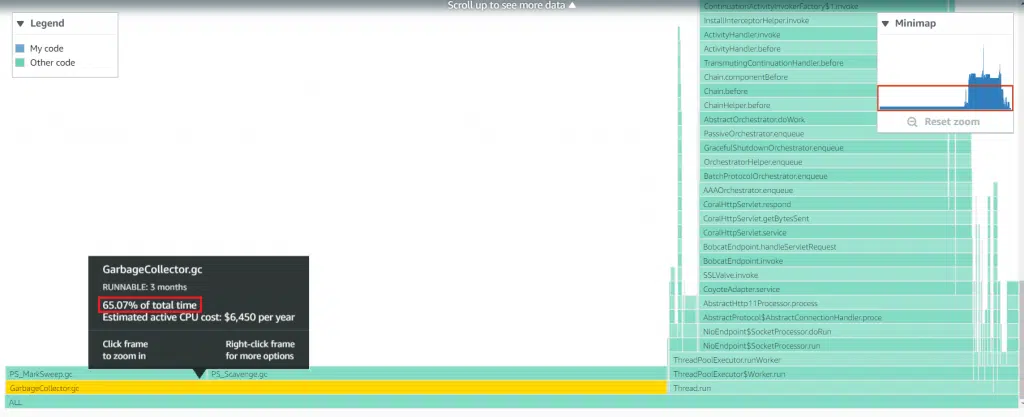 Scroll up to see more data ▲
▼ Legend
My code
Other code
▼ Minimap
Reset zoom
ContinuationActivityInvokerFactory$1.invoke
InstallInterceptorHelper.invoke
ActivityHandler.invoke
ActivityHandler.before
TransmutingContinuationHandler.before
Chain.componentBefore
Chain.before
ChainHelper.before
AbstractOrchestrator.doWork
PassiveOrchestrator.enqueue
GracefulShutdownOrchestrator.enqueue
OrchestratorHelper.enqueue
BatchProtocolOrchestrator.enqueue
AAAOrchestrator.enqueue
CoralHttpServlet.respond
CoralHttpServlet.getBytesSent
CoralHttpServlet.service
BobcatEndpoint.handleServletRequest
BobcatEndpoint.invoke
SSLValve.invoke
CoyoteAdapter.service
AbstractHttp11Processor.process
AbstractProtocol$AbstractConnectionHandler.proce
NioEndpoint$SocketProcessor.doRun
NioEndpoint$SocketProcessor.run
ThreadPoolExecutor.runWorker
ThreadPoolExecutor$Worker.run
Thread.run
GarbageCollector.gc
RUNNABLE: 3 months
65.07% of total time
Estimated active CPU cost: $6,450 per year
Click frame
to zoom in
Right-click frame
for more options
PS_MarkSweep.gc
PS_Scavenge.gc
GarbageCollector.gc
ALL